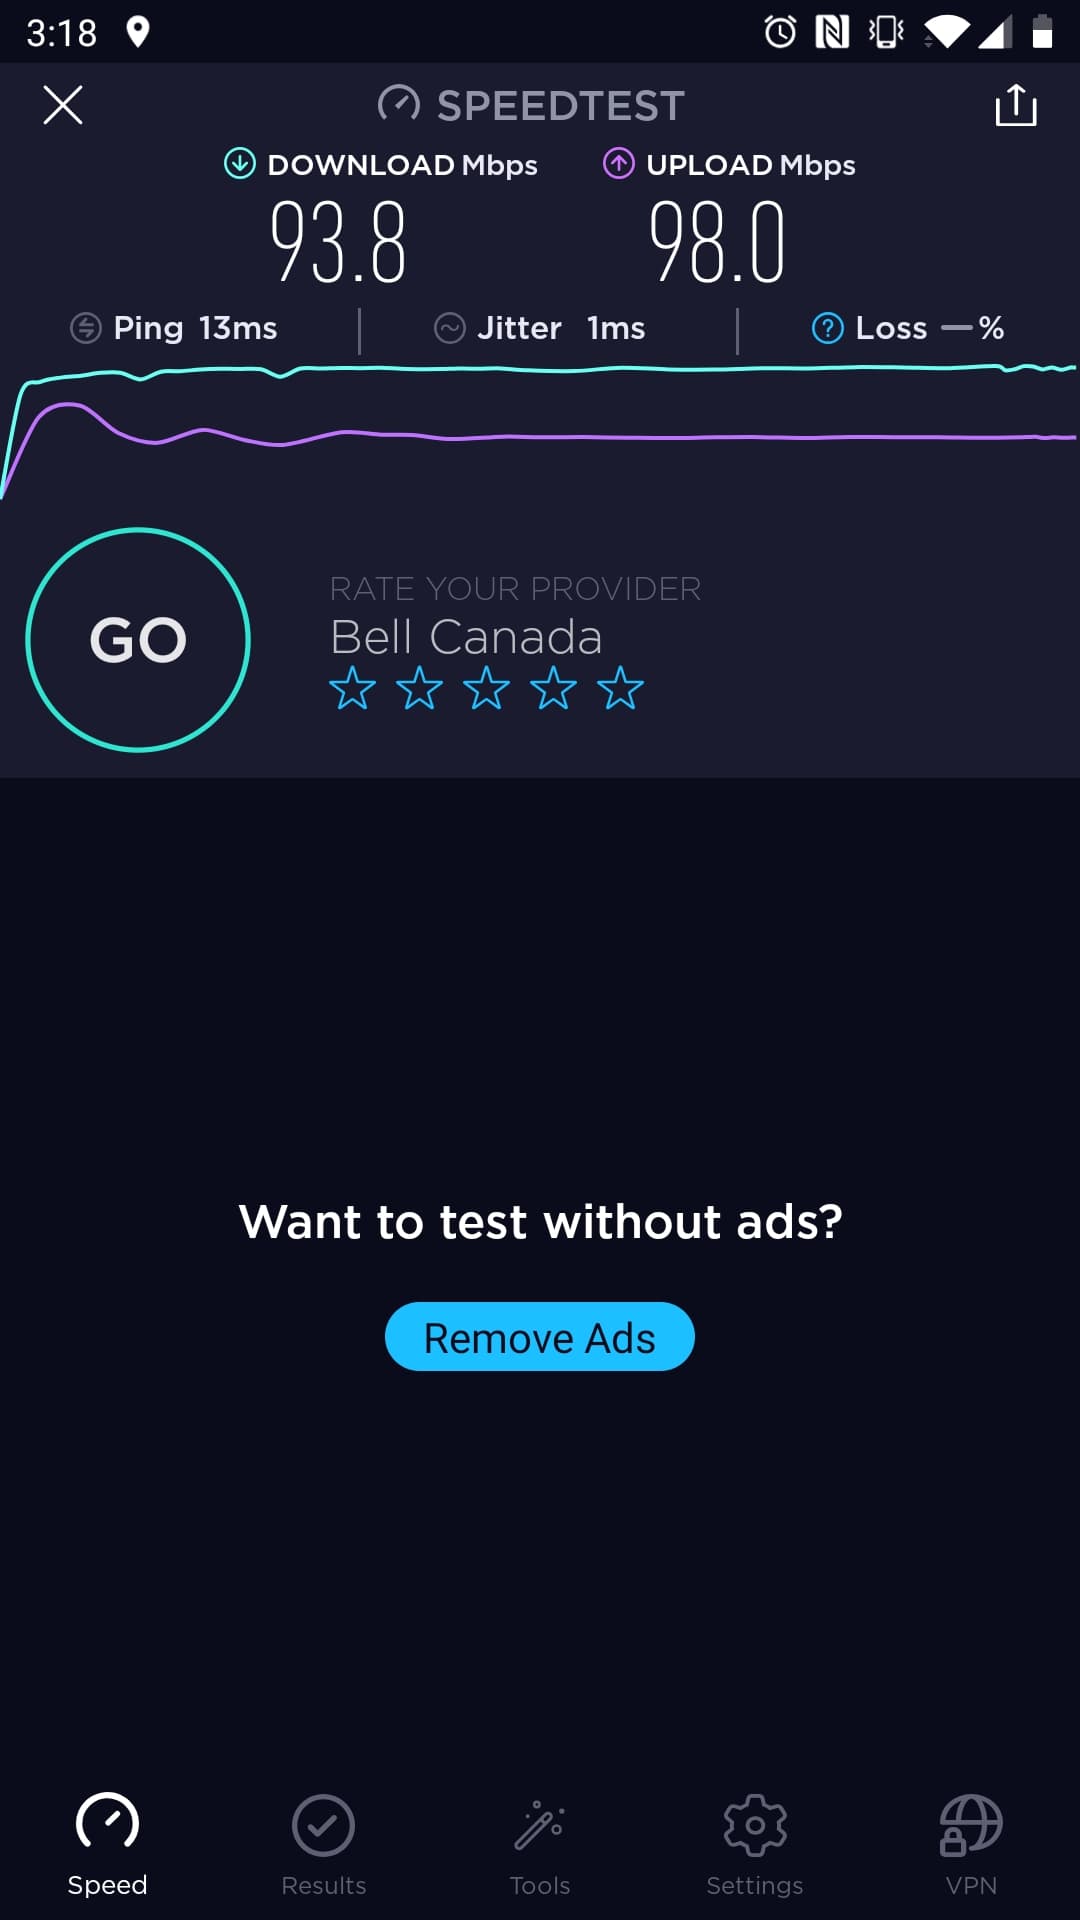 3:18
SPEEDTEST
DOWNLOAD Mbps
UPLOAD Mbps
93.8
98.0
Ping 13ms
Jitter 1ms
Loss —%
GO
RATE YOUR PROVIDER
Bell Canada
Want to test without ads?
Remove Ads
Speed
Results
Tools
Settings
VPN